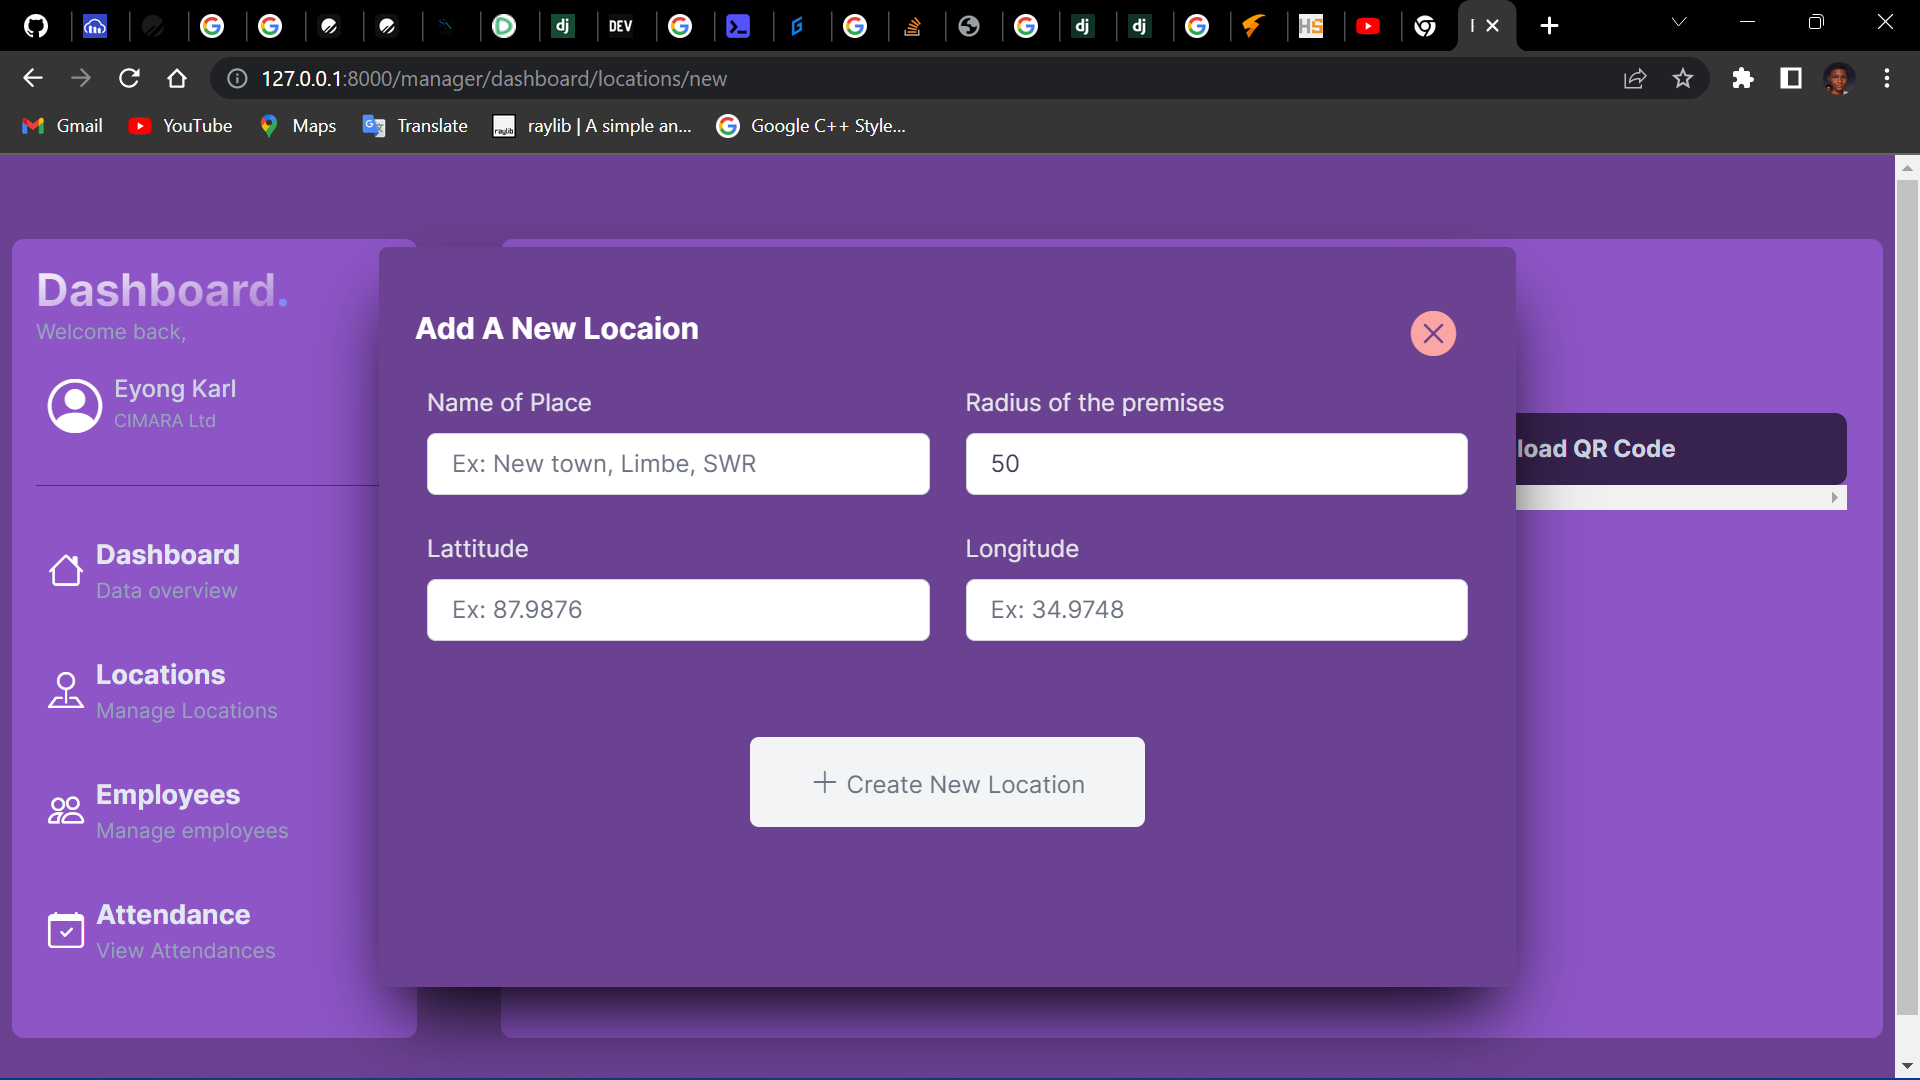 DEV
127.0.0.1:8000/manager/dashboard/locations/new
Gmail
YouTube
Maps
Translate
raylib | A simple an...
Google C++ Style...
Dashboard.
Welcome back,
Eyong Karl
CIMARA Ltd
Dashboard
Data overview
Locations
Manage Locations
Employees
Manage employees
Attendance
View Attendances
Add A New Locaion
Name of Place
Ex: New town, Limbe, SWR
Radius of the premises
50
Lattitude
Ex: 87.9876
Longitude
Ex: 34.9748
Create New Location
load QR Code